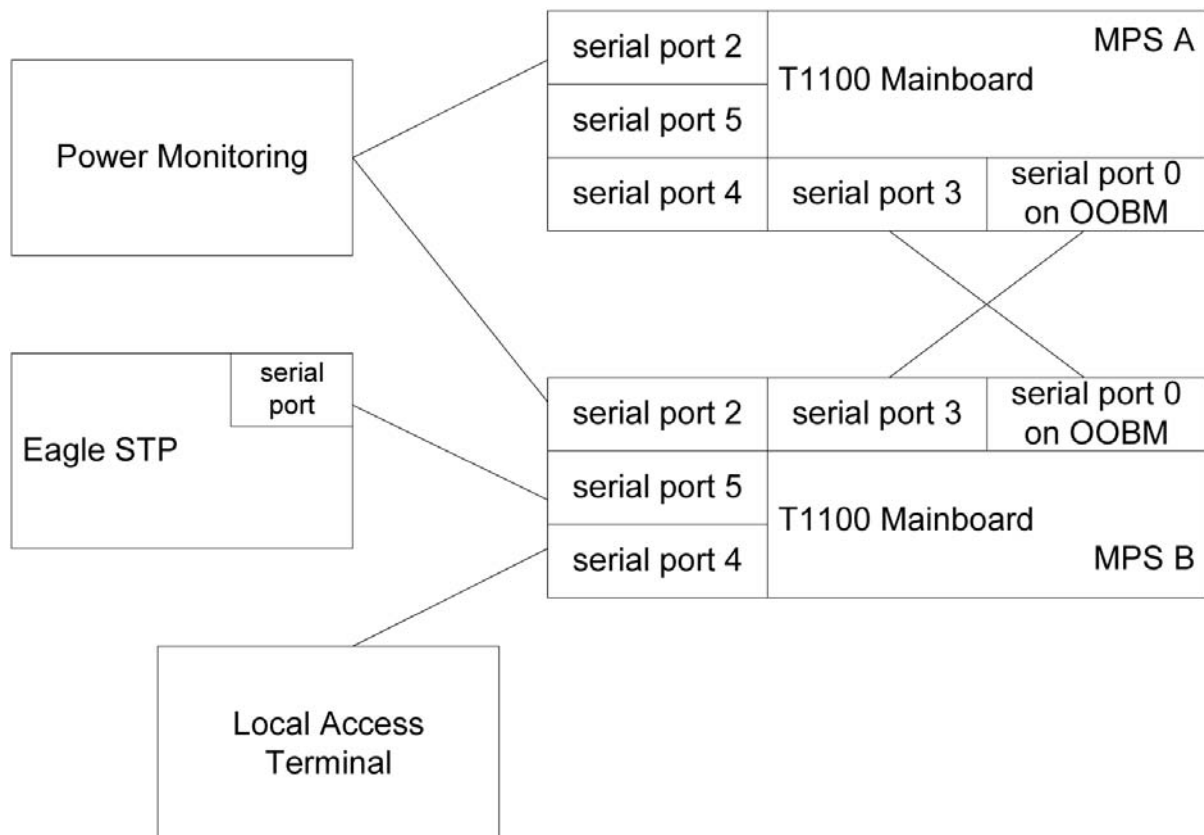 serial port 2
MPS A
T1100 Mainboard
serial port 5
Power Monitoring
serial port 4
serial port 3
serial port 0
on OOBM
serial
port
Eagle STP
serial port 2
serial port 3
serial port 0
on OOBM
serial port 5
T1100 Mainboard
serial port 4
MPS B
Local Access
Terminal